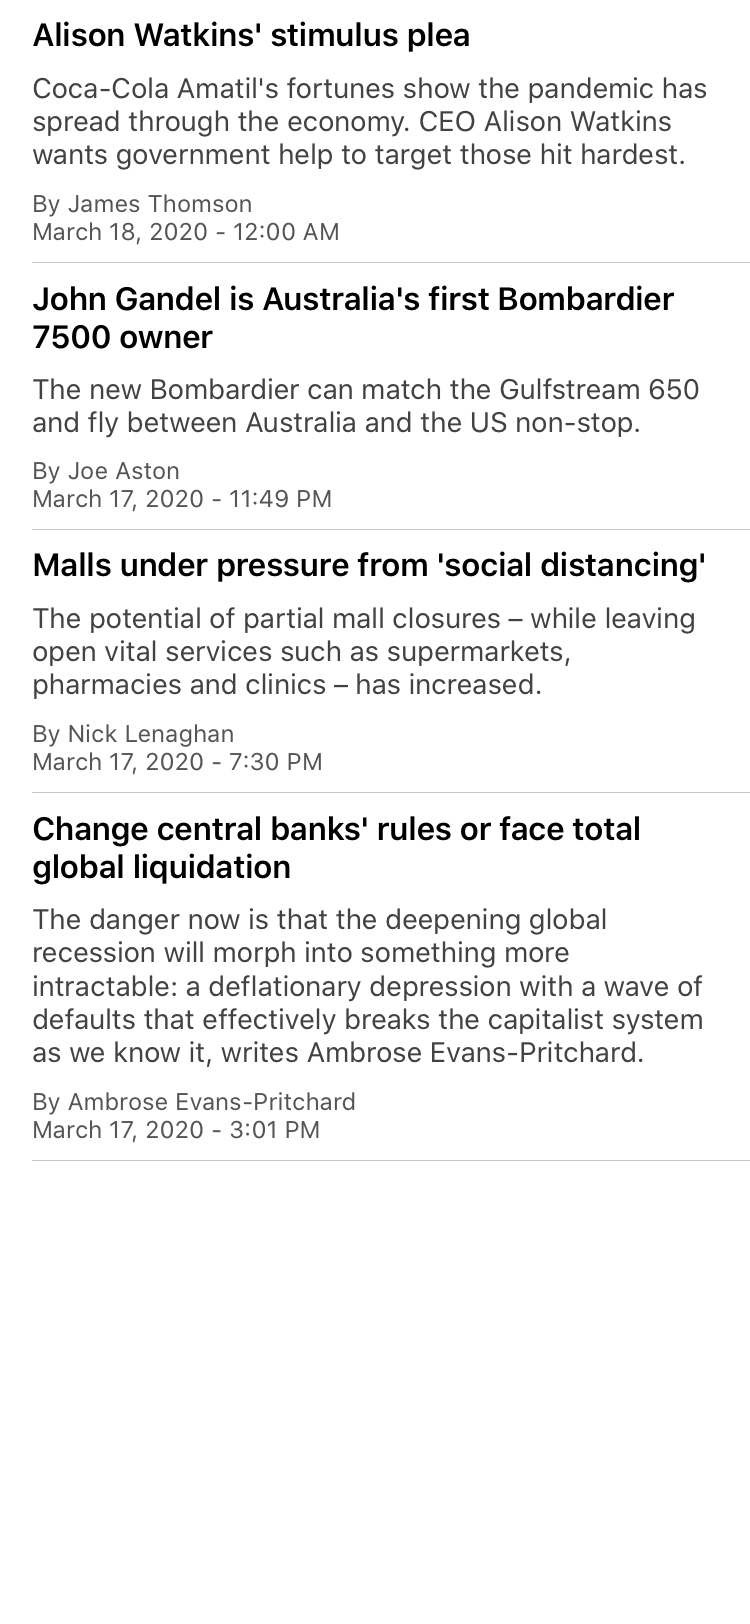 Alison Watkins' stimulus plea
Coca-Cola Amatil's fortunes show the pandemic has
spread through the economy. CEO Alison Watkins
wants government help to target those hit hardest.
By James Thomson
March 18, 2020 - 12:00 AM
John Gandel is Australia's first Bombardier
7500 owner
The new Bombardier can match the Gulfstream 650
and fly between Australia and the US non-stop.
By Joe Aston
March 17, 2020 - 11:49 PM
Malls under pressure from 'social distancing'
The potential of partial mall closures – while leaving
open vital services such as supermarkets,
pharmacies and clinics – has increased.
By Nick Lenaghan
March 17, 2020 - 7:30 PM
Change central banks' rules or face total
global liquidation
The danger now is that the deepening global
recession will morph into something more
intractable: a deflationary depression with a wave of
defaults that effectively breaks the capitalist system
as we know it, writes Ambrose Evans-Pritchard.
By Ambrose Evans-Pritchard
March 17, 2020 - 3:01 PM